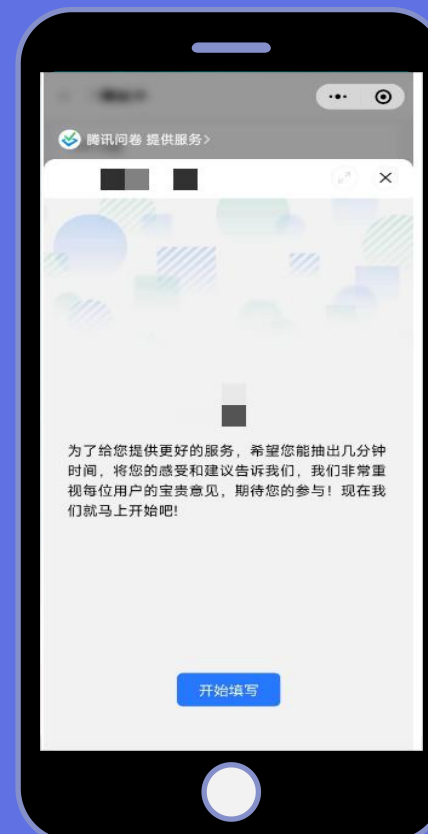 腾讯问卷 提供服务>
为了给您提供更好的服务，希望您能抽出几分钟
时间，将您的感受和建议告诉我们，我们非常重
视每位用户的宝贵意见，期待您的参与！现在我
们就马上开始吧!
开始填写